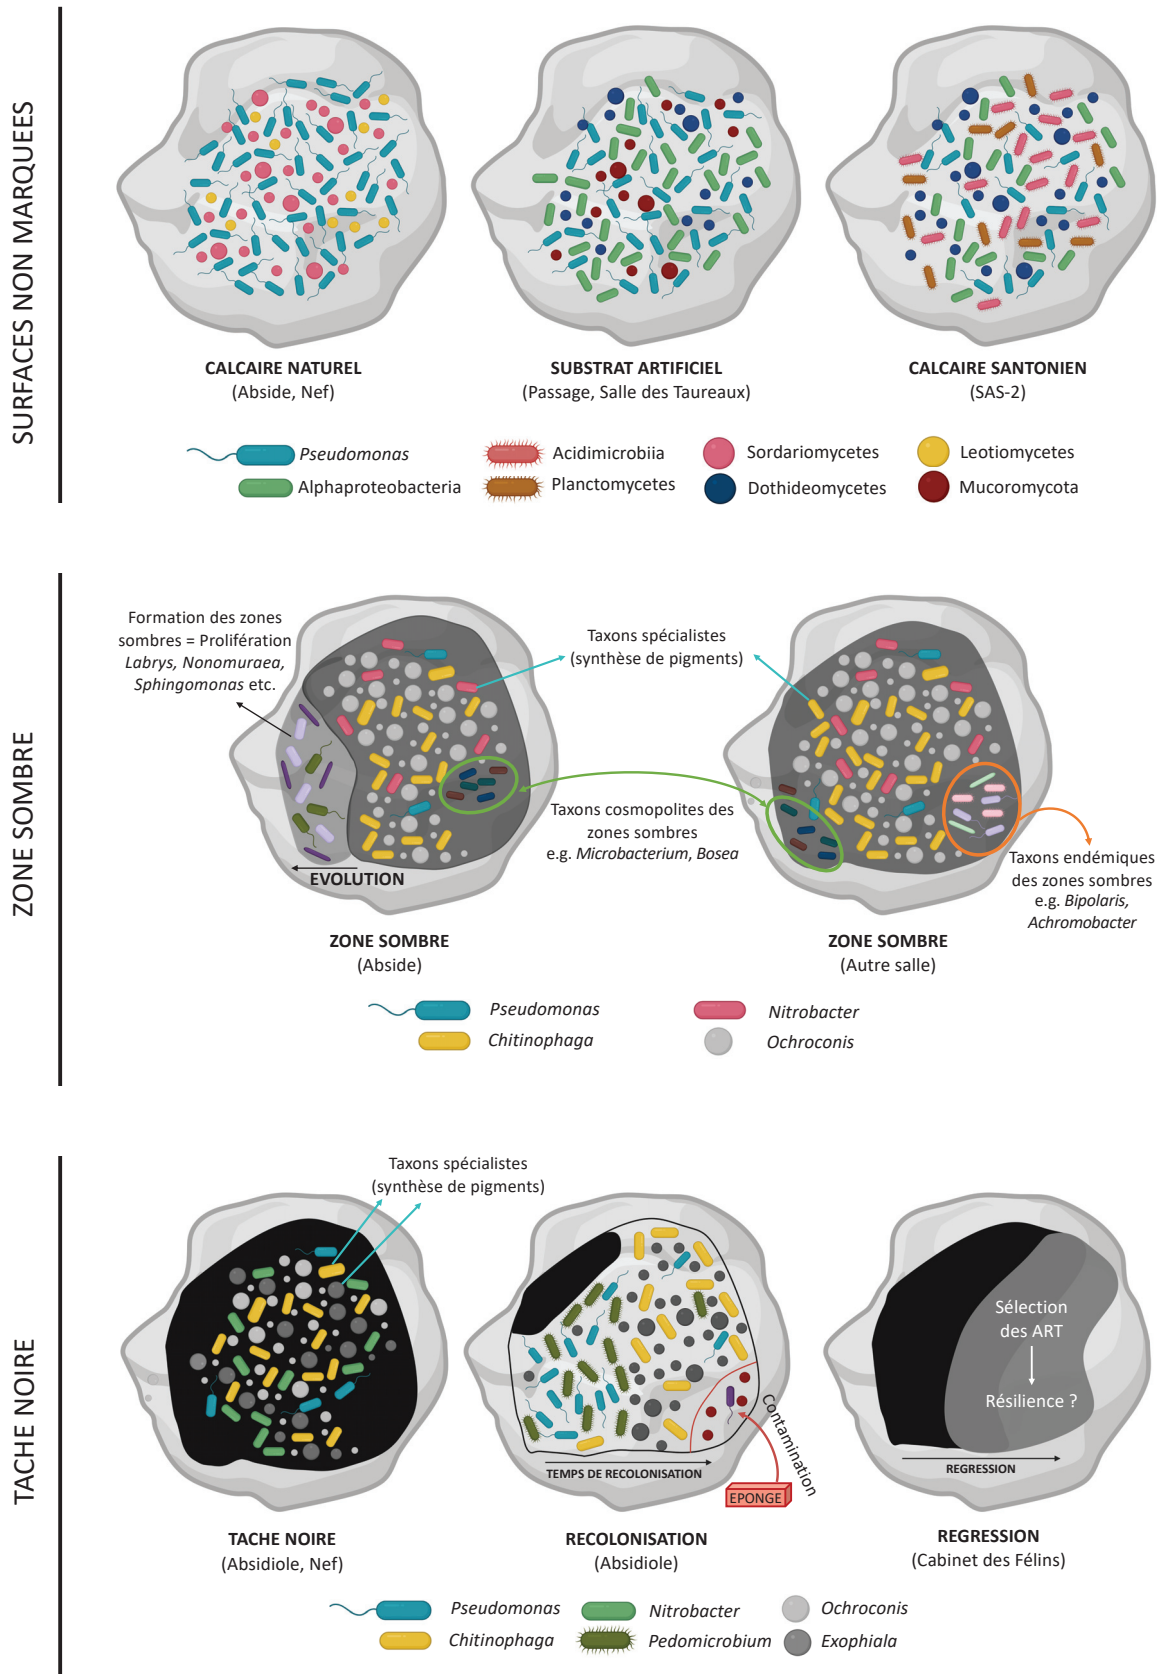 SURFACES NON MARQUEES
CALCAIRE NATUREL
(Abside, Nef)
SUBSTRAT ARTIFICIEL
(Passage, Salle des Taureaux)
CALCAIRE SANTONIEN
(SAS-2)
Pseudomonas
Acidimicrobiia
Sordariomycetes
Leotiomycetes
Alphaproteobacteria
Planctomycetes
Dothideomycetes
Mucoromycota
ZONE SOMBRE
Formation des zones
sombres = Prolifération
Labrys, Nonomuraea,
Sphingomonas etc.
Taxons spécialistes
(synthèse de pigments)
Taxons cosmopolites des
zones sombres
e.g. Microbacterium, Bosea
Taxons endémiques
des zones sombres
e.g. Bipolaris,
Achromobacter
EVOLUTION
ZONE SOMBRE
(Abside)
ZONE SOMBRE
(Autre salle)
Pseudomonas
Nitrobacter
Chitinophaga
Ochroconis
TACHE NOIRE
Taxons spécialistes
(synthèse de pigments)
Sélection
des ART
Résilience ?
Contamination
TEMPS DE RECOLONISATION
EPONGE
REGRESSION
TACHE NOIRE
(Absidiole, Nef)
RECOLONISATION
(Absidiole)
REGRESSION
(Cabinet des Félins)
Pseudomonas
Nitrobacter
Ochroconis
Chitinophaga
Pedomicrobium
Exophiala